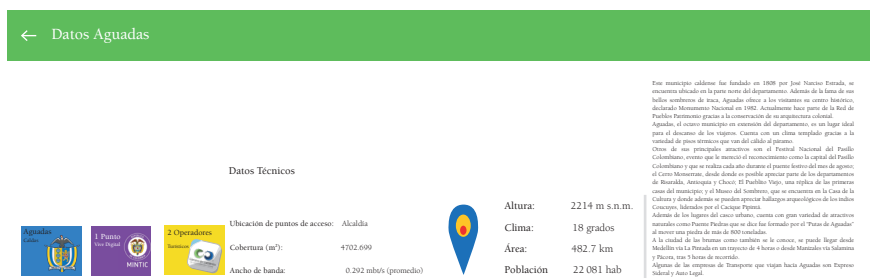 ← Datos Aguadas
Este municipio caldense fue fundado en 1808 por José Narciso Estrada, se
encuentra ubicado en la parte norte del departamento. Además de la fama de sus
bellos sombreros de iraca, Aguadas ofrece a los visitantes su centro histórico,
declarado Monumento Nacional en 1982. Actualmente hace parte de la Red de
Pueblos Patrimonio gracias a la conservación de su arquitectura colonial.
Aguadas, el octavo municipio en extensión del departamento, es un lugar ideal
para el descanso de los viajeros. Cuenta con un clima templado gracias a la
variedad de pisos térmicos que van del cálido al páramo.
Otros de sus principales atractivos son el Festival Nacional del Pasillo
Colombiano, evento que le mereció el reconocimiento como la capital del Pasillo
Colombiano y que se realiza cada año durante el puente festivo del mes de agosto;
el Cerro Monserrate, desde donde es posible apreciar parte de los departamentos
de Risaralda, Antioquia y Chocó; El Pueblito Viejo, una réplica de las primeras
casas del municipio; y el Museo del Sombrero, que se encuentra en la Casa de la
Cultura y donde además se pueden apreciar hallazgos arqueológicos de los indios
Coucuyes, liderados por el Cacique Pipintá.
Además de los lugares del casco urbano, cuenta con gran variedad de atractivos
naturales como Puente Piedras que se dice fue formado por el "Putas de Aguadas"
al mover una piedra de más de 800 toneladas.
A la ciudad de las brumas como también se le conoce, se puede llegar desde
Medellín vía La Pintada en un trayecto de 4 horas o desde Manizales vía Salamina
y Pácora, tras 5 horas de recorrido.
Algunas de las empresas de Transporte que viajan hacia Aguadas son Expreso
Sideral y Auto Legal.
Datos Técnicos
Aguadas
Caldas
1 Punto
Vive Digital
MINTIC
2 Operadores
Turísticos
Ubicación de puntos de acceso: Alcaldía
Cobertura (m²): 4702.699
Ancho de banda: 0.292 mbt/s (promedio)
Altura: 2214 m s.n.m.
Clima: 18 grados
Área: 482.7 km
Población 22 081 hab